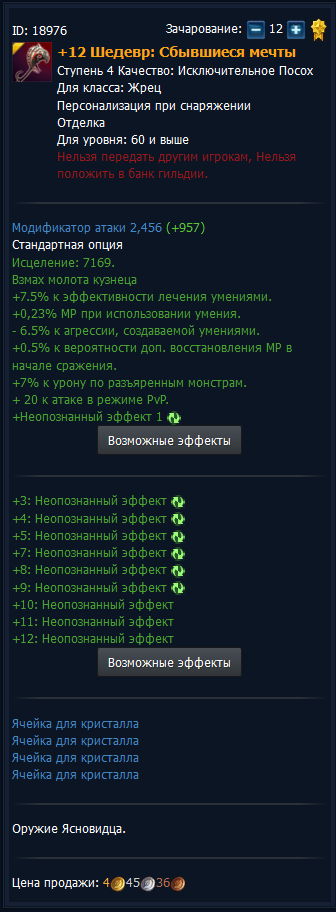 ID: 18976 Зачарование: 12
+12 Шедевр: Сбывшиеся мечты
Ступень 4 Качество: Исключительное Посох
Для класса: Жрец
Персонализация при снаряжении
Отделка
Для уровня: 60 и выше
Нельзя передать другим игрокам, Нельзя
положить в банк гильдии.
Модификатор атаки 2,456 (+957)
Стандартная опция
Исцеление: 7169.
Взмах молота кузнеца
+7.5% к эффективности лечения умениями.
+0,23% MP при использовании умения.
- 6.5% к агрессии, создаваемой умениями.
+0.5% к вероятности доп. восстановления MP в
начале сражения.
+7% к урону по разъяренным монстрам.
+ 20 к атаке в режиме PvP.
+Неопознанный эффект 1
Возможные эффекты
+3: Неопознанный эффект
+4: Неопознанный эффект
+5: Неопознанный эффект
+7: Неопознанный эффект
+8: Неопознанный эффект
+9: Неопознанный эффект
+10: Неопознанный эффект
+11: Неопознанный эффект
+12: Неопознанный эффект
Возможные эффекты
Ячейка для кристалла
Ячейка для кристалла
Ячейка для кристалла
Ячейка для кристалла
Оружие Ясновидца.
Цена продажи: 4 45 36